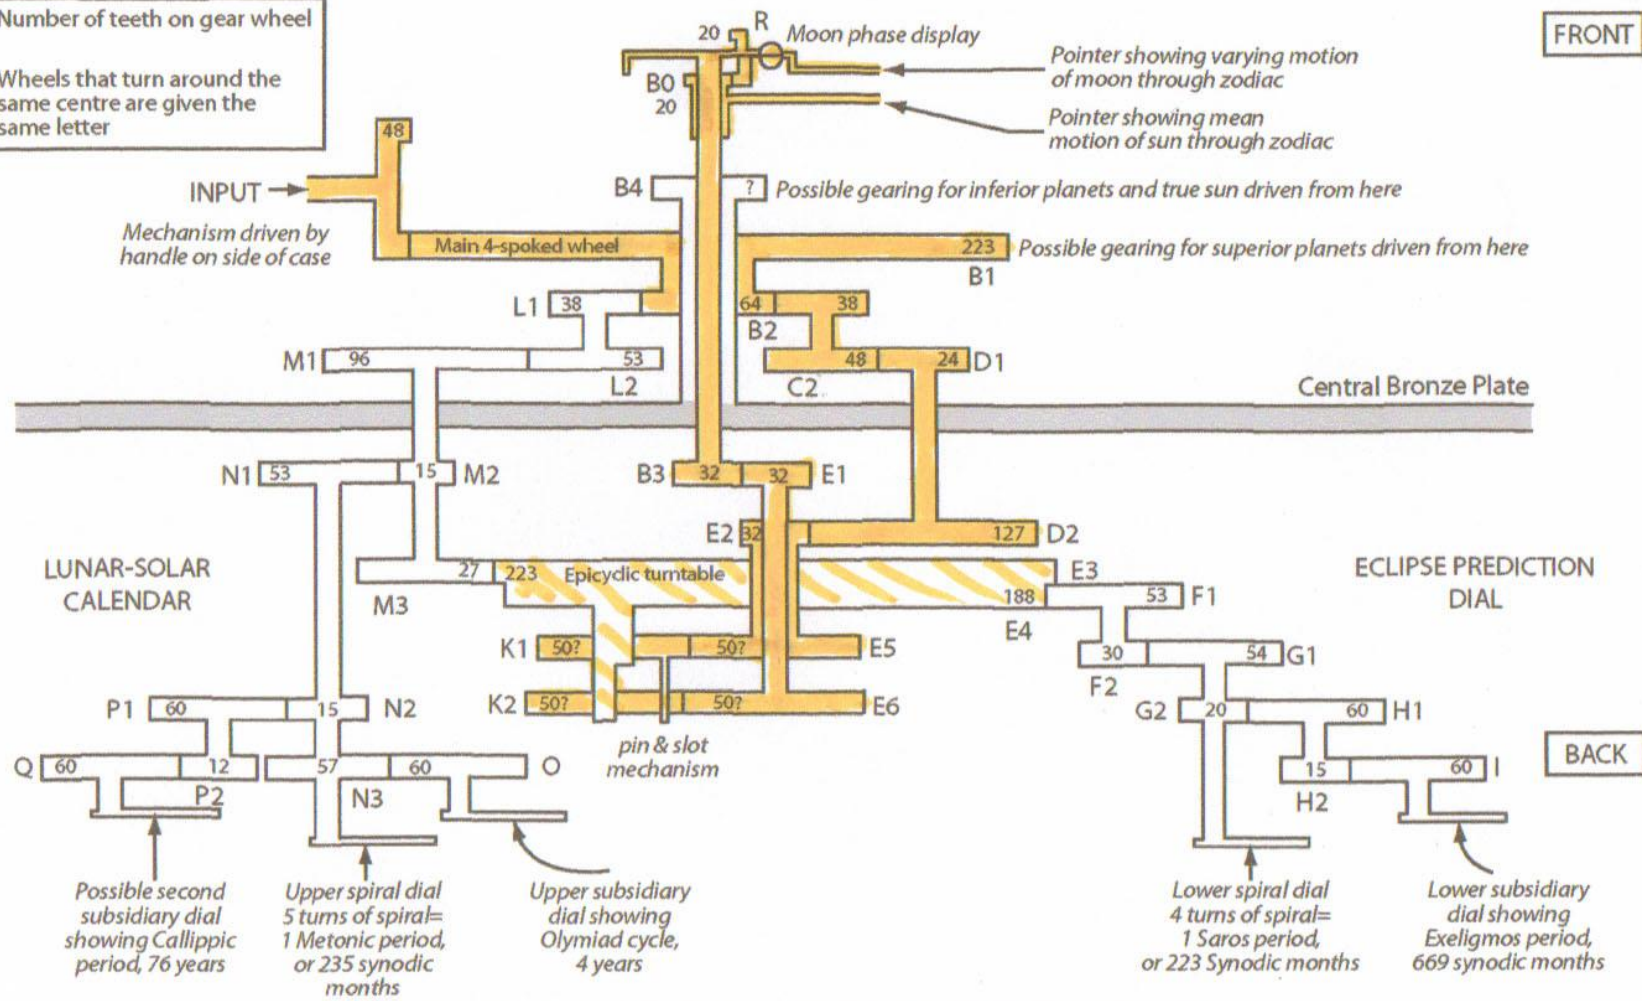 Number of teeth on gear wheel
Wheels that turn around the
same centre are given the
same letter
FRONT
20
R
Moon phase display
Pointer showing varying motion
of moon through zodiac
B0
20
Pointer showing mean
motion of sun through zodiac
48
INPUT
B4
?
Possible gearing for inferior planets and true sun driven from here
Mechanism driven by
handle on side of case
Main 4-spoked wheel
223
Possible gearing for superior planets driven from here
B1
L1
38
64
38
B2
M1
96
53
48
24
D1
L2
C2
Central Bronze Plate
N1
53
15
M2
B3
32
32
E1
E2
32
127
D2
LUNAR-SOLAR
CALENDAR
27
223
Epicyclic turntable
E3
ECLIPSE PREDICTION
DIAL
M3
188
53
F1
E4
K1
50?
50?
E5
30
54
G1
F2
K2
50?
50?
E6
P1
60
15
N2
G2
20
60
H1
pin & slot
mechanism
BACK
Q
60
12
57
60
O
15
60
I
P2
N3
H2
Possible second
subsidiary dial
showing Callippic
period, 76 years
Upper spiral dial
5 turns of spiral=
1 Metonic period,
or 235 synodic
months
Upper subsidiary
dial showing
Olymiad cycle,
4 years
Lower spiral dial
4 turns of spiral=
1 Saros period,
or 223 Synodic months
Lower subsidiary
dial showing
Exeligmos period,
669 synodic months